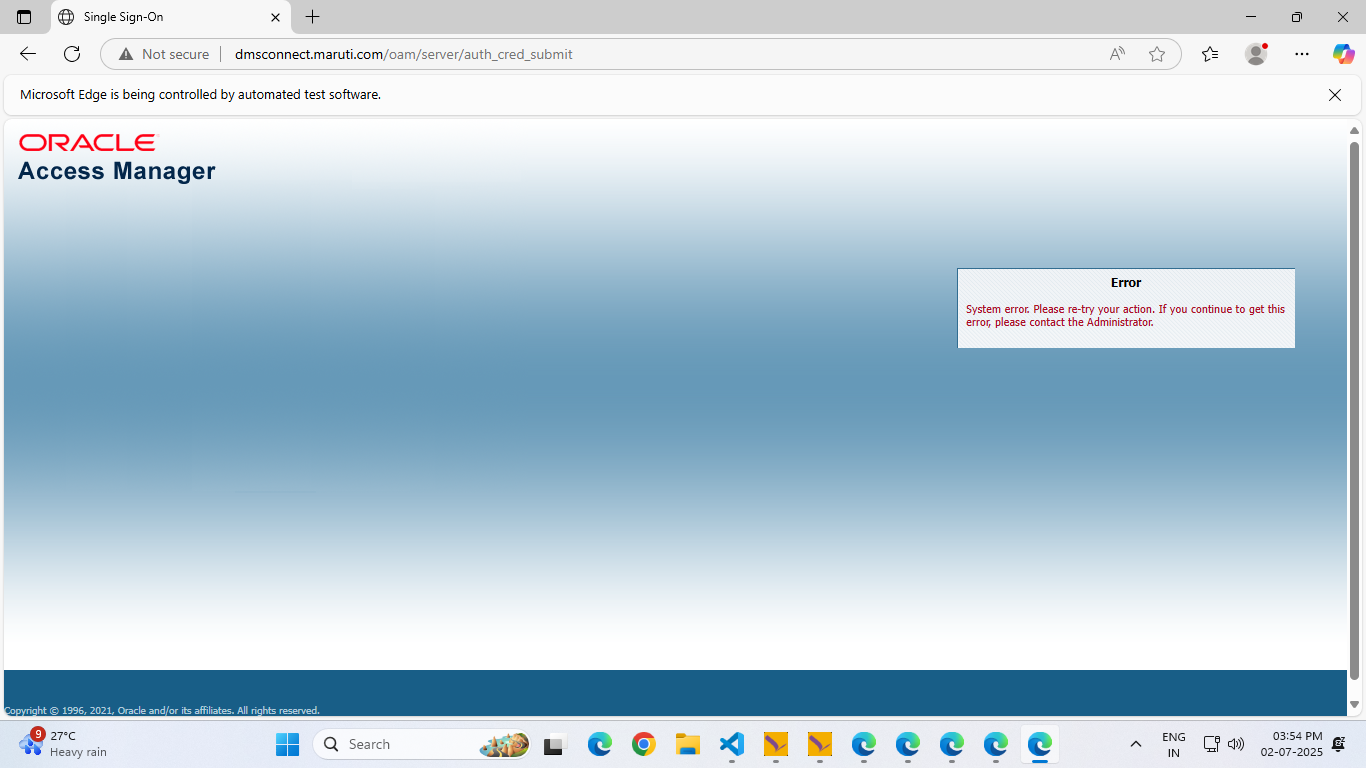 Single Sign-On
Not secure
dmsconnect.maruti.com/oam/server/auth_cred_submit
Microsoft Edge is being controlled by automated test software.
ORACLE
Access Manager
Error
System error. Please re-try your action. If you continue to get this
error, please contact the Administrator.
Copyright © 1996, 2021, Oracle and/or its affiliates. All rights reserved.
9
27°C
Heavy rain
Search
ENG
IN
03:54 PM
02-07-2025